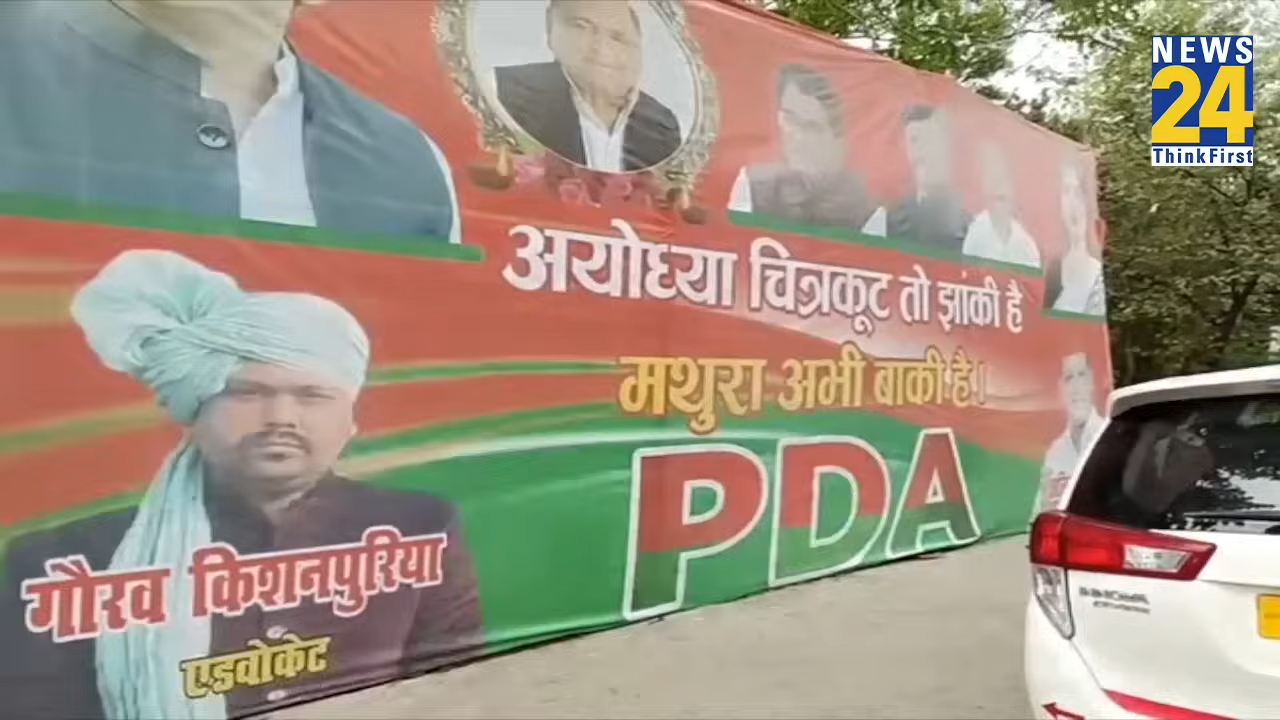 NEWS
24
ThinkFirst
अयोध्या चित्रकूट तो झांकी है
मथुरा अभी बाकी है।
PDA
गौरव किशनपुरिया
एडवोकेट